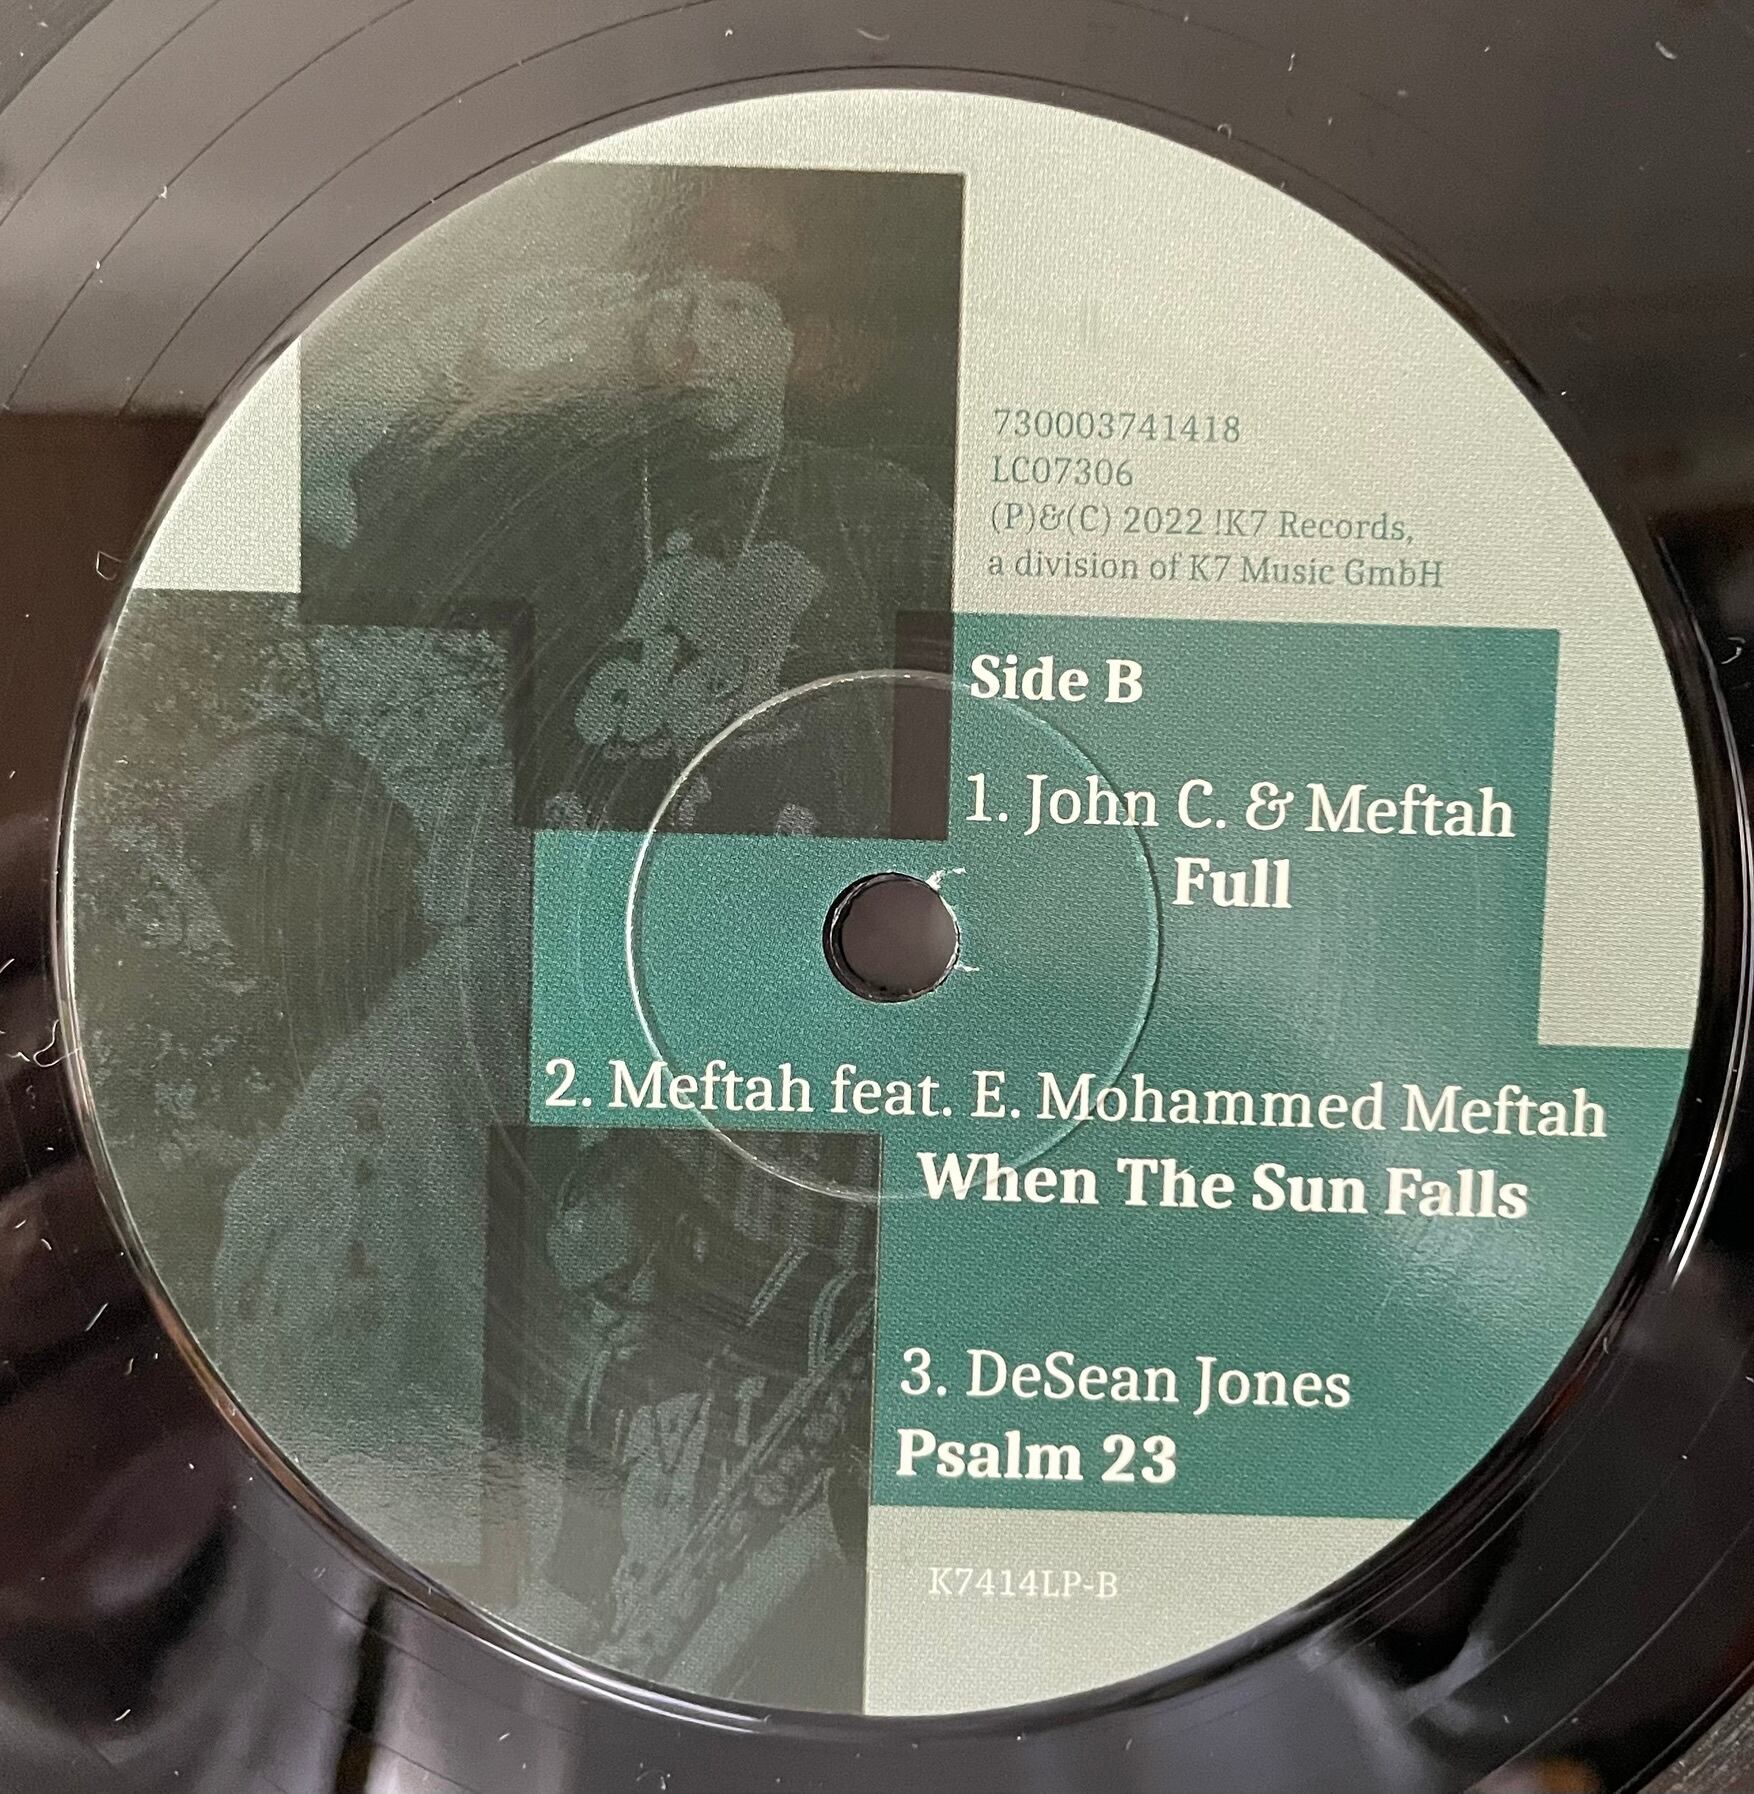 730003741418
LC07306
(P)&(C) 2022 !K7 Records,
a division of K7 Music GmbH
Side B
1. John C. & Meftah
Full
2. Meftah feat. E. Mohammed Meftah
When The Sun Falls
3. DeSean Jones
Psalm 23
K7414LP-B